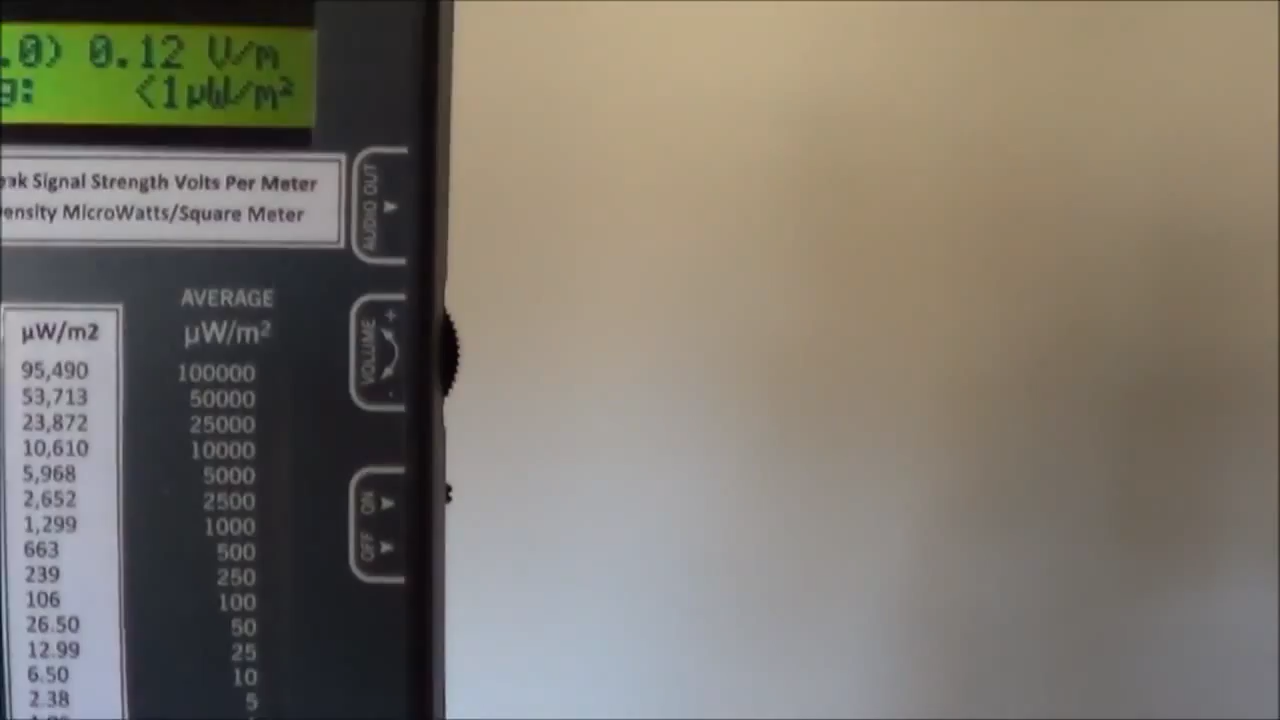 .0) 0.12 V/m
g: <1µW/m²
eak Signal Strength Volts Per Meter
Density MicroWatts/Square Meter
AUDIO OUT
AVERAGE
µW/m2 µW/m²
VOLUME
+
-
95,490 100000
53,713 50000
23,872 25000
10,610 10000
5,968 5000
2,652 2500
1,299 1000
663 500
239 250
106 100
26.50 50
12.99 25
6.50 10
2.38 5
OFF ON